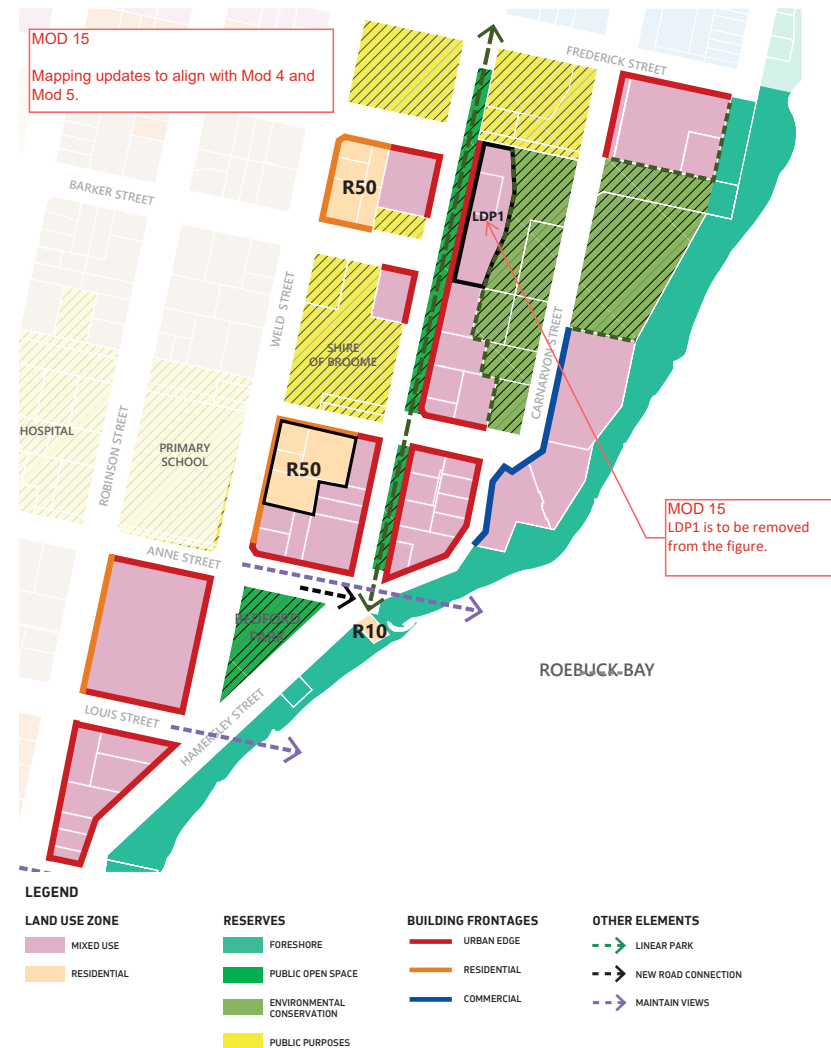 MOD 15
Mapping updates to align with Mod 4 and
Mod 5.
FREDERICK STREET
BARKER STREET
R50
LDP1
WELD STREET
SHIRE
OF BROOME
CARNARVON STREET
HOSPITAL
ROBINSON STREET
PRIMARY
SCHOOL
R50
MOD 15
LDP1 is to be removed
from the figure.
ANNE STREET
BEDFORD
PARK
R10
ROEBUCK BAY
LOUIS STREET
HAMERSLEY STREET
LEGEND
LAND USE ZONE
MIXED USE
RESIDENTIAL
RESERVES
FORESHORE
PUBLIC OPEN SPACE
ENVIRONMENTAL
CONSERVATION
PUBLIC PURPOSES
BUILDING FRONTAGES
URBAN EDGE
RESIDENTIAL
COMMERCIAL
OTHER ELEMENTS
LINEAR PARK
NEW ROAD CONNECTION
MAINTAIN VIEWS